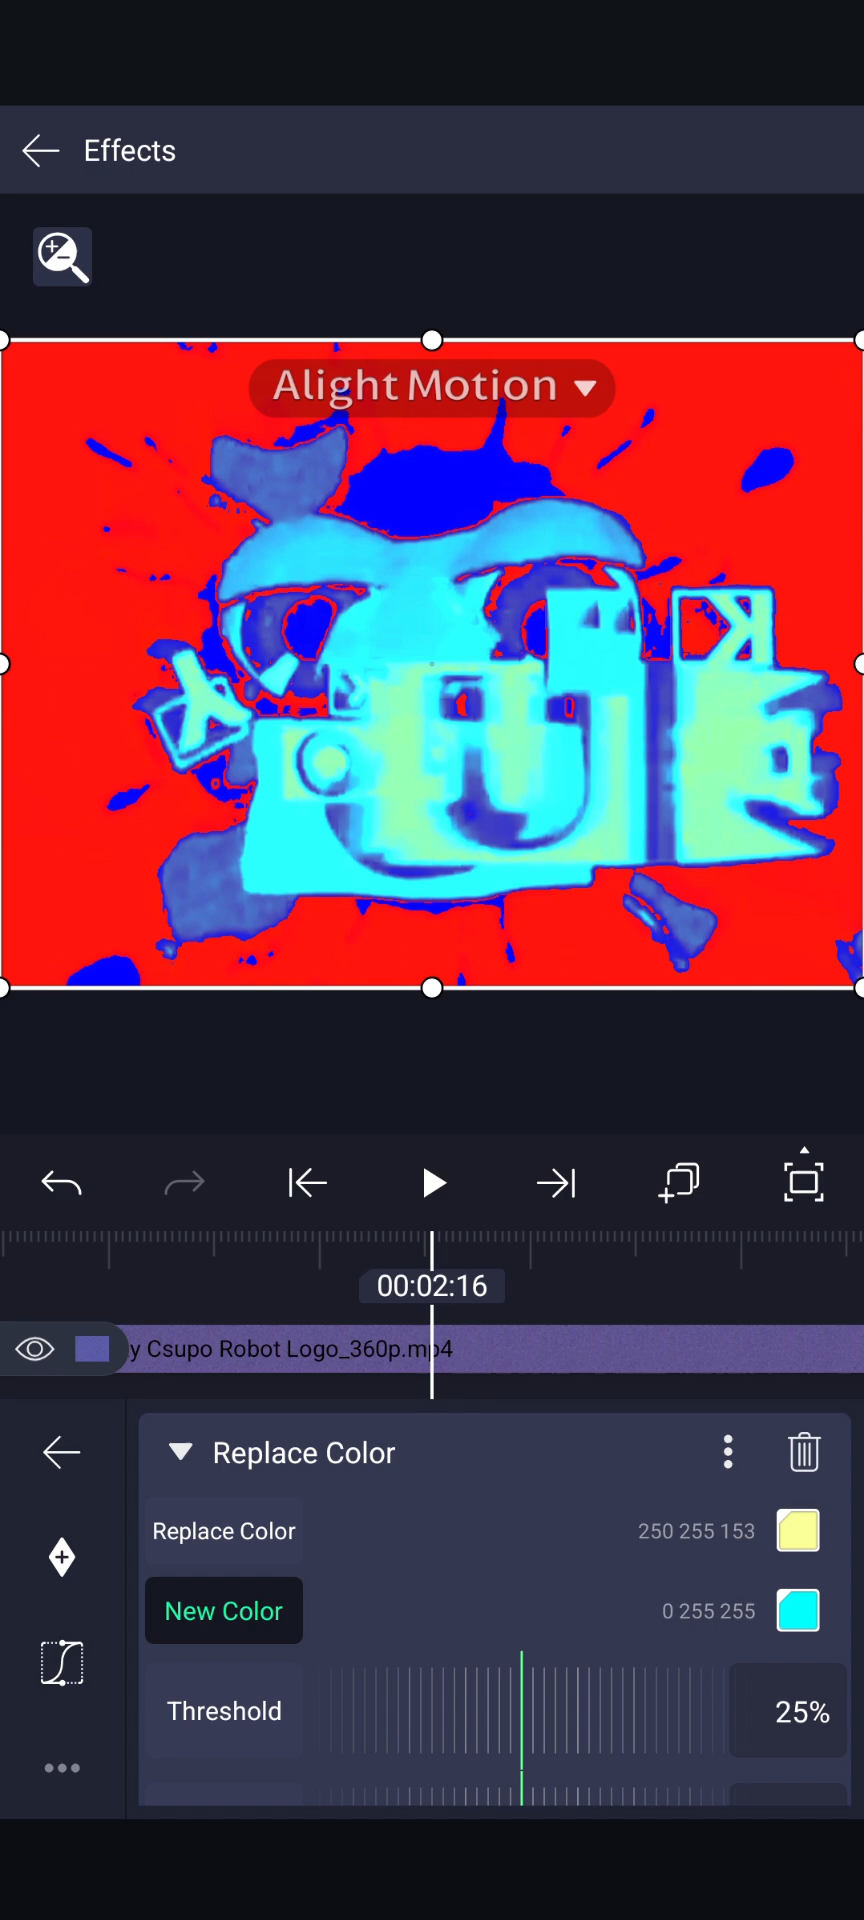 Effects
Alight Motion
00:02:16
y Csupo Robot Logo_360p.mp4
Replace Color
Replace Color 250 255 153
New Color 0 255 255
Threshold 25%